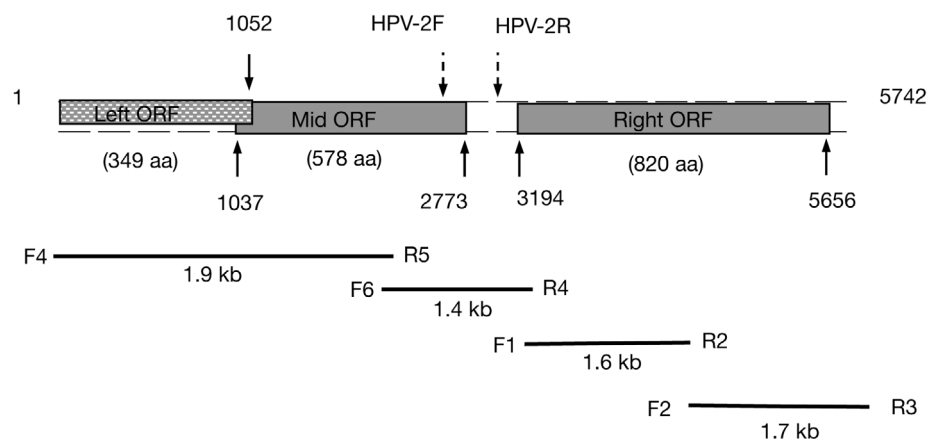 1052 HPV-2F HPV-2R
1 5742
Left ORF Mid ORF Right ORF
(349 aa) (578 aa) (820 aa)
1037 2773 3194 5656
F4 R5
1.9 kb
F6 R4
1.4 kb
F1 R2
1.6 kb
F2 R3
1.7 kb